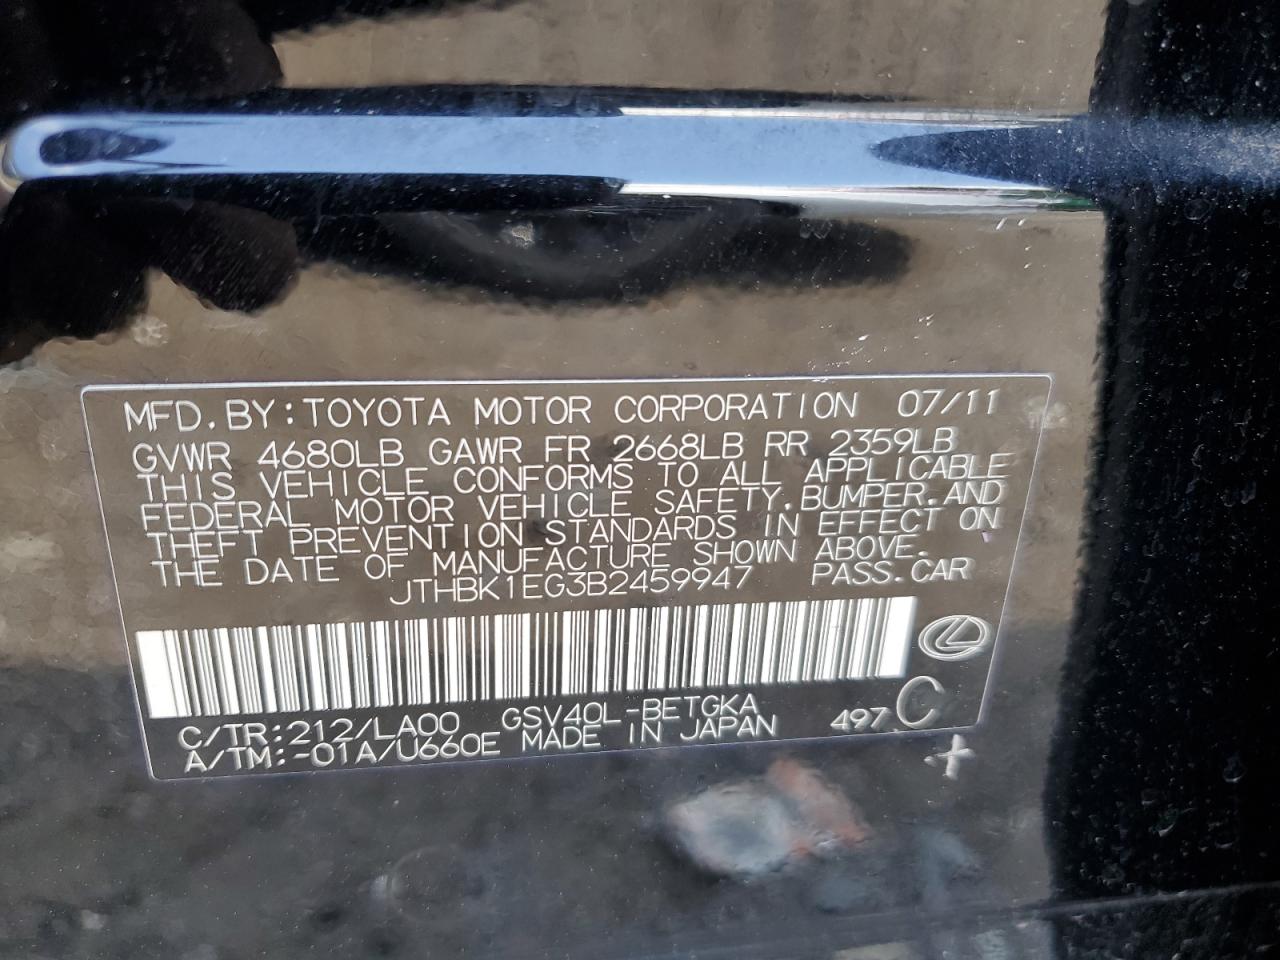 MFD. BY: TOYOTA MOTOR CORPORATION 07/11
GVWR 4680LB GAWR FR 2668LB RR 2359LB
THIS VEHICLE CONFORMS TO ALL APPLICABLE
FEDERAL MOTOR VEHICLE SAFETY, BUMPER, AND
THEFT PREVENTION STANDARDS IN EFFECT ON
THE DATE OF MANUFACTURE SHOWN ABOVE.
JTHBK1EG3B2459947 PASS. CAR
C/TR: 212/LA00 GSV40L-BETGKA 497 C
A/TM: -01A/U660E MADE IN JAPAN